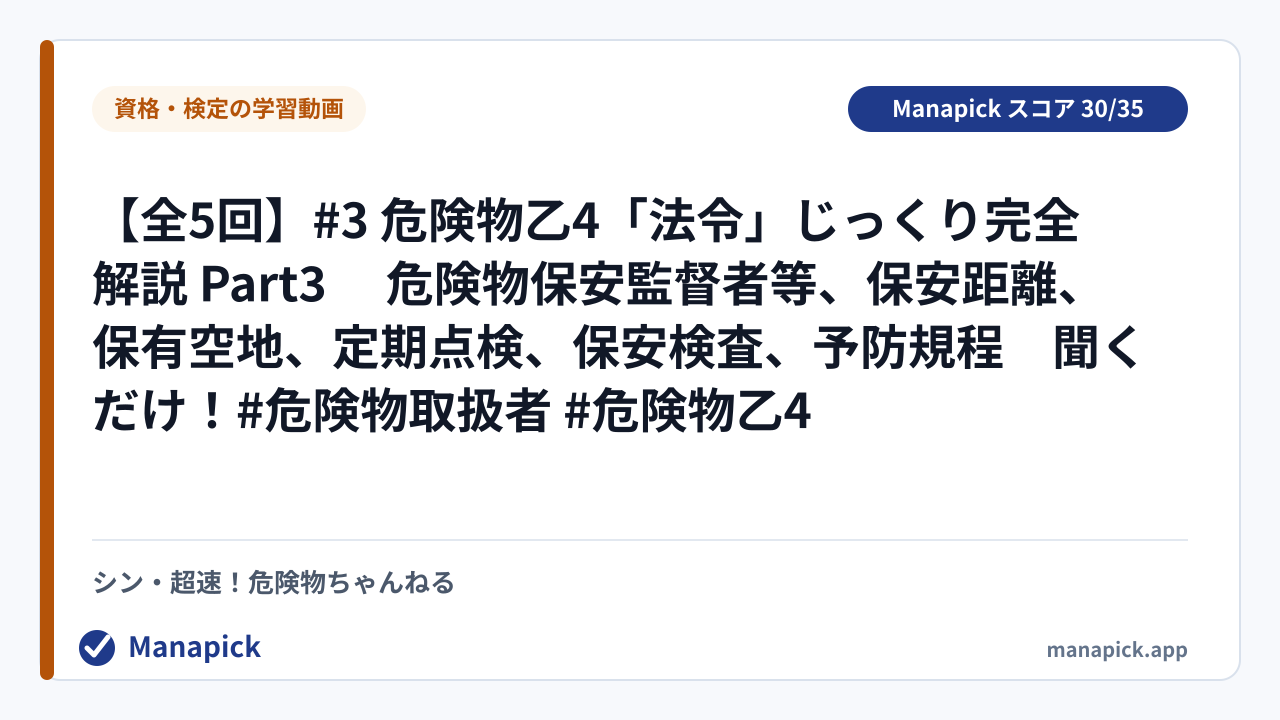 資格・検定の学習動画
Manapick スコア 30/35
【全5回】#3 危険物乙4「法令」じっくり完全
解説 Part3　危険物保安監督者等、保安距離、
保有空地、定期点検、保安検査、予防規程　聞く
だけ！#危険物取扱者 #危険物乙4
シン・超速！危険物ちゃんねる
Manapick
manapick.app